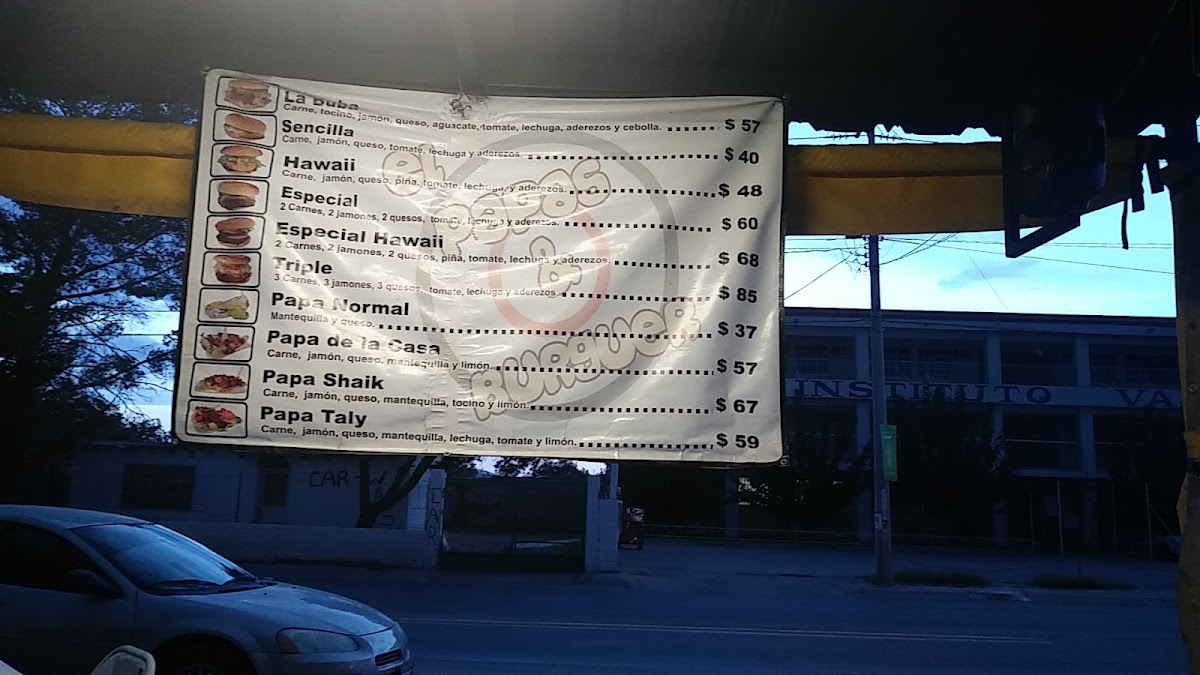 La Buba
Carne, tocino, jamón, queso, aguacate, tomate, lechuga, aderezos y cebolla. $ 57
Sencilla
Carne, jamón, queso, tomate, lechuga y aderezos. $ 40
Hawaii
Carne, jamón, queso, piña, tomate, lechuga y aderezos. $ 48
Especial
2 Carnes, 2 jamones, 2 quesos, tomate, lechuga y aderezos. $ 60
Especial Hawaii
2 Carnes, 2 jamones, 2 quesos, piña, tomate, lechuga y aderezos. $ 68
Triple
3 Carnes, 3 jamones, 3 quesos, tomate, lechuga y aderezos. $ 85
Papa Normal
Mantequilla y queso. $ 37
Papa de la Casa
Carne, jamón, queso, mantequilla y limón. $ 57
Papa Shaik
Carne, jamón, queso, mantequilla, tocino y limón. $ 67
Papa Taly
Carne, jamón, queso, mantequilla, lechuga, tomate y limón. $ 59
el
&
INSTITUTO VA
CAR-W